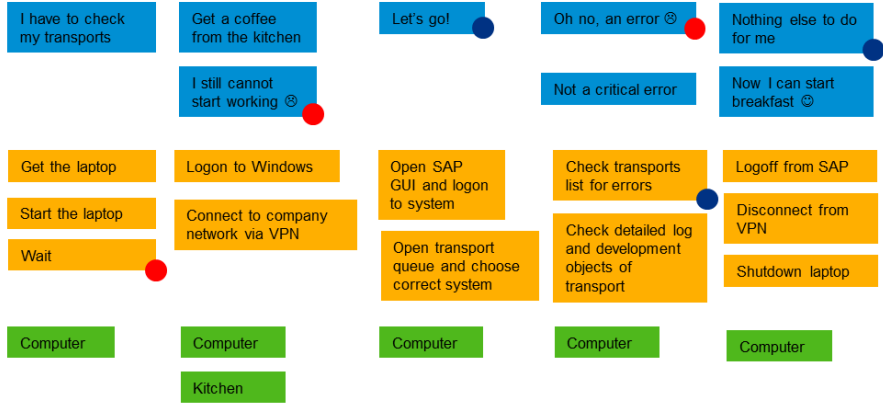 I have to check
my transports
Get a coffee
from the kitchen
Let's go!
Oh no, an error ☹
Nothing else to do
for me
I still cannot
start working ☹
Not a critical error
Now I can start
breakfast ☺
Get the laptop
Logon to Windows
Open SAP
GUI and logon
to system
Check transports
list for errors
Logoff from SAP
Start the laptop
Connect to company
network via VPN
Disconnect from
VPN
Wait
Open transport
queue and choose
correct system
Check detailed log
and development
objects of
transport
Shutdown laptop
Computer
Computer
Computer
Computer
Computer
Kitchen